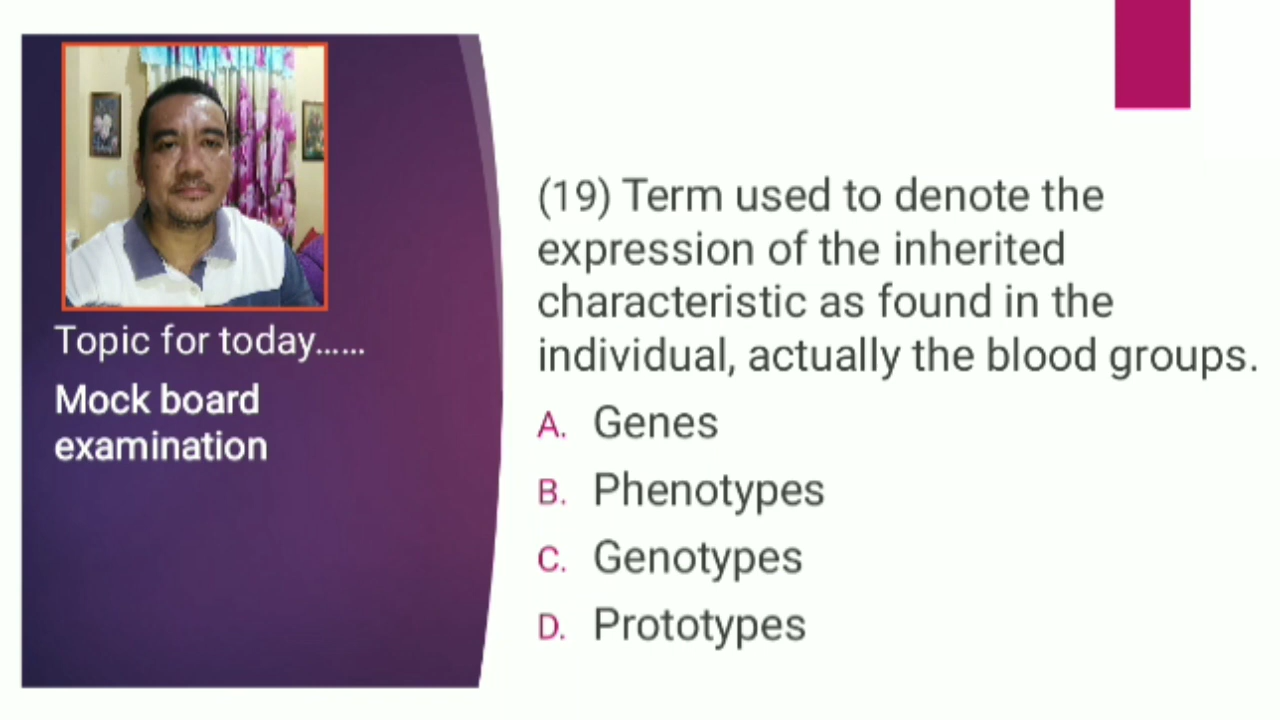 Topic for today......
Mock board
examination
(19) Term used to denote the
expression of the inherited
characteristic as found in the
individual, actually the blood groups.
A. Genes
B. Phenotypes
C. Genotypes
D. Prototypes